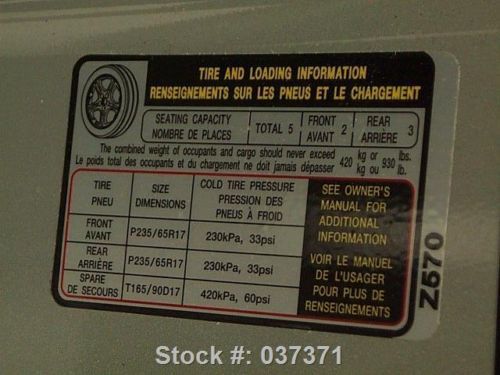 TIRE AND LOADING INFORMATION
RENSEIGNEMENTS SUR LES PNEUS ET LE CHARGEMENT
SEATING CAPACITY
NOMBRE DE PLACES
TOTAL 5
FRONT
AVANT 2
REAR
ARRIÈRE 3
The combined weight of occupants and cargo should never exceed 420 kg or 930 lbs.
Le poids total des occupants et du chargement ne doit jamais dépasser 420 kg ou 930 lb.
TIRE
PNEU
SIZE
DIMENSIONS
COLD TIRE PRESSURE
PRESSION DES
PNEUS À FROID
FRONT
AVANT
P235/65R17
230kPa, 33psi
REAR
ARRIÈRE
P235/65R17
230kPa, 33psi
SPARE
DE SECOURS
T165/90D17
420kPa, 60psi
SEE OWNER'S
MANUAL FOR
ADDITIONAL
INFORMATION
VOIR LE MANUEL
DE L'USAGER
POUR PLUS DE
RENSEIGNEMENTS
Z570
Stock #: 037371